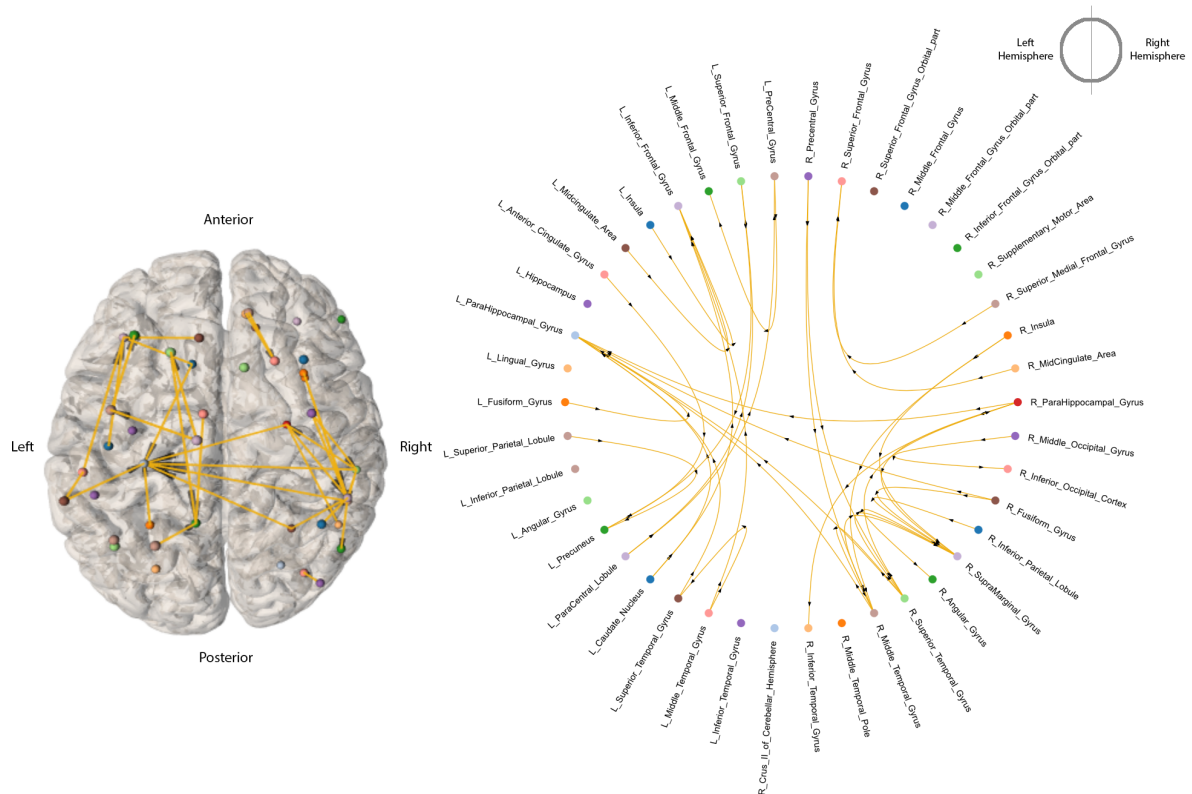 Left
Hemisphere
Right
Hemisphere
Anterior
Left
Right
Posterior
L_PreCentral_Gyrus
L_Superior_Frontal_Gyrus
L_Middle_Frontal_Gyrus
L_Inferior_Frontal_Gyrus
L_Insula
L_Midcingulate_Area
L_Anterior_Cingulate_Gyrus
L_Hippocampus
L_ParaHippocampal_Gyrus
L_Lingual_Gyrus
L_Fusiform_Gyrus
L_Superior_Parietal_Lobule
L_Inferior_Parietal_Lobule
L_Angular_Gyrus
L_Precuneus
L_ParaCentral_Lobule
L_Caudate_Nucleus
L_Superior_Temporal_Gyrus
L_Middle_Temporal_Gyrus
L_Inferior_Temporal_Gyrus
R_Crus_II_of_Cerebellar_Hemisphere
R_Inferior_Temporal_Gyrus
R_Middle_Temporal_Pole
R_Middle_Temporal_Gyrus
R_Superior_Temporal_Gyrus
R_Angular_Gyrus
R_SupraMarginal_Gyrus
R_Inferior_Parietal_Lobule
R_Fusiform_Gyrus
R_Inferior_Occipital_Cortex
R_Middle_Occipital_Gyrus
R_ParaHippocampal_Gyrus
R_MidCingulate_Area
R_Insula
R_Superior_Medial_Frontal_Gyrus
R_Supplementary_Motor_Area
R_Inferior_Frontal_Gyrus_Orbital_part
R_Middle_Frontal_Gyrus_Orbital_part
R_Middle_Frontal_Gyrus
R_Superior_Frontal_Gyrus_Orbital_part
R_Superior_Frontal_Gyrus
R_Precentral_Gyrus